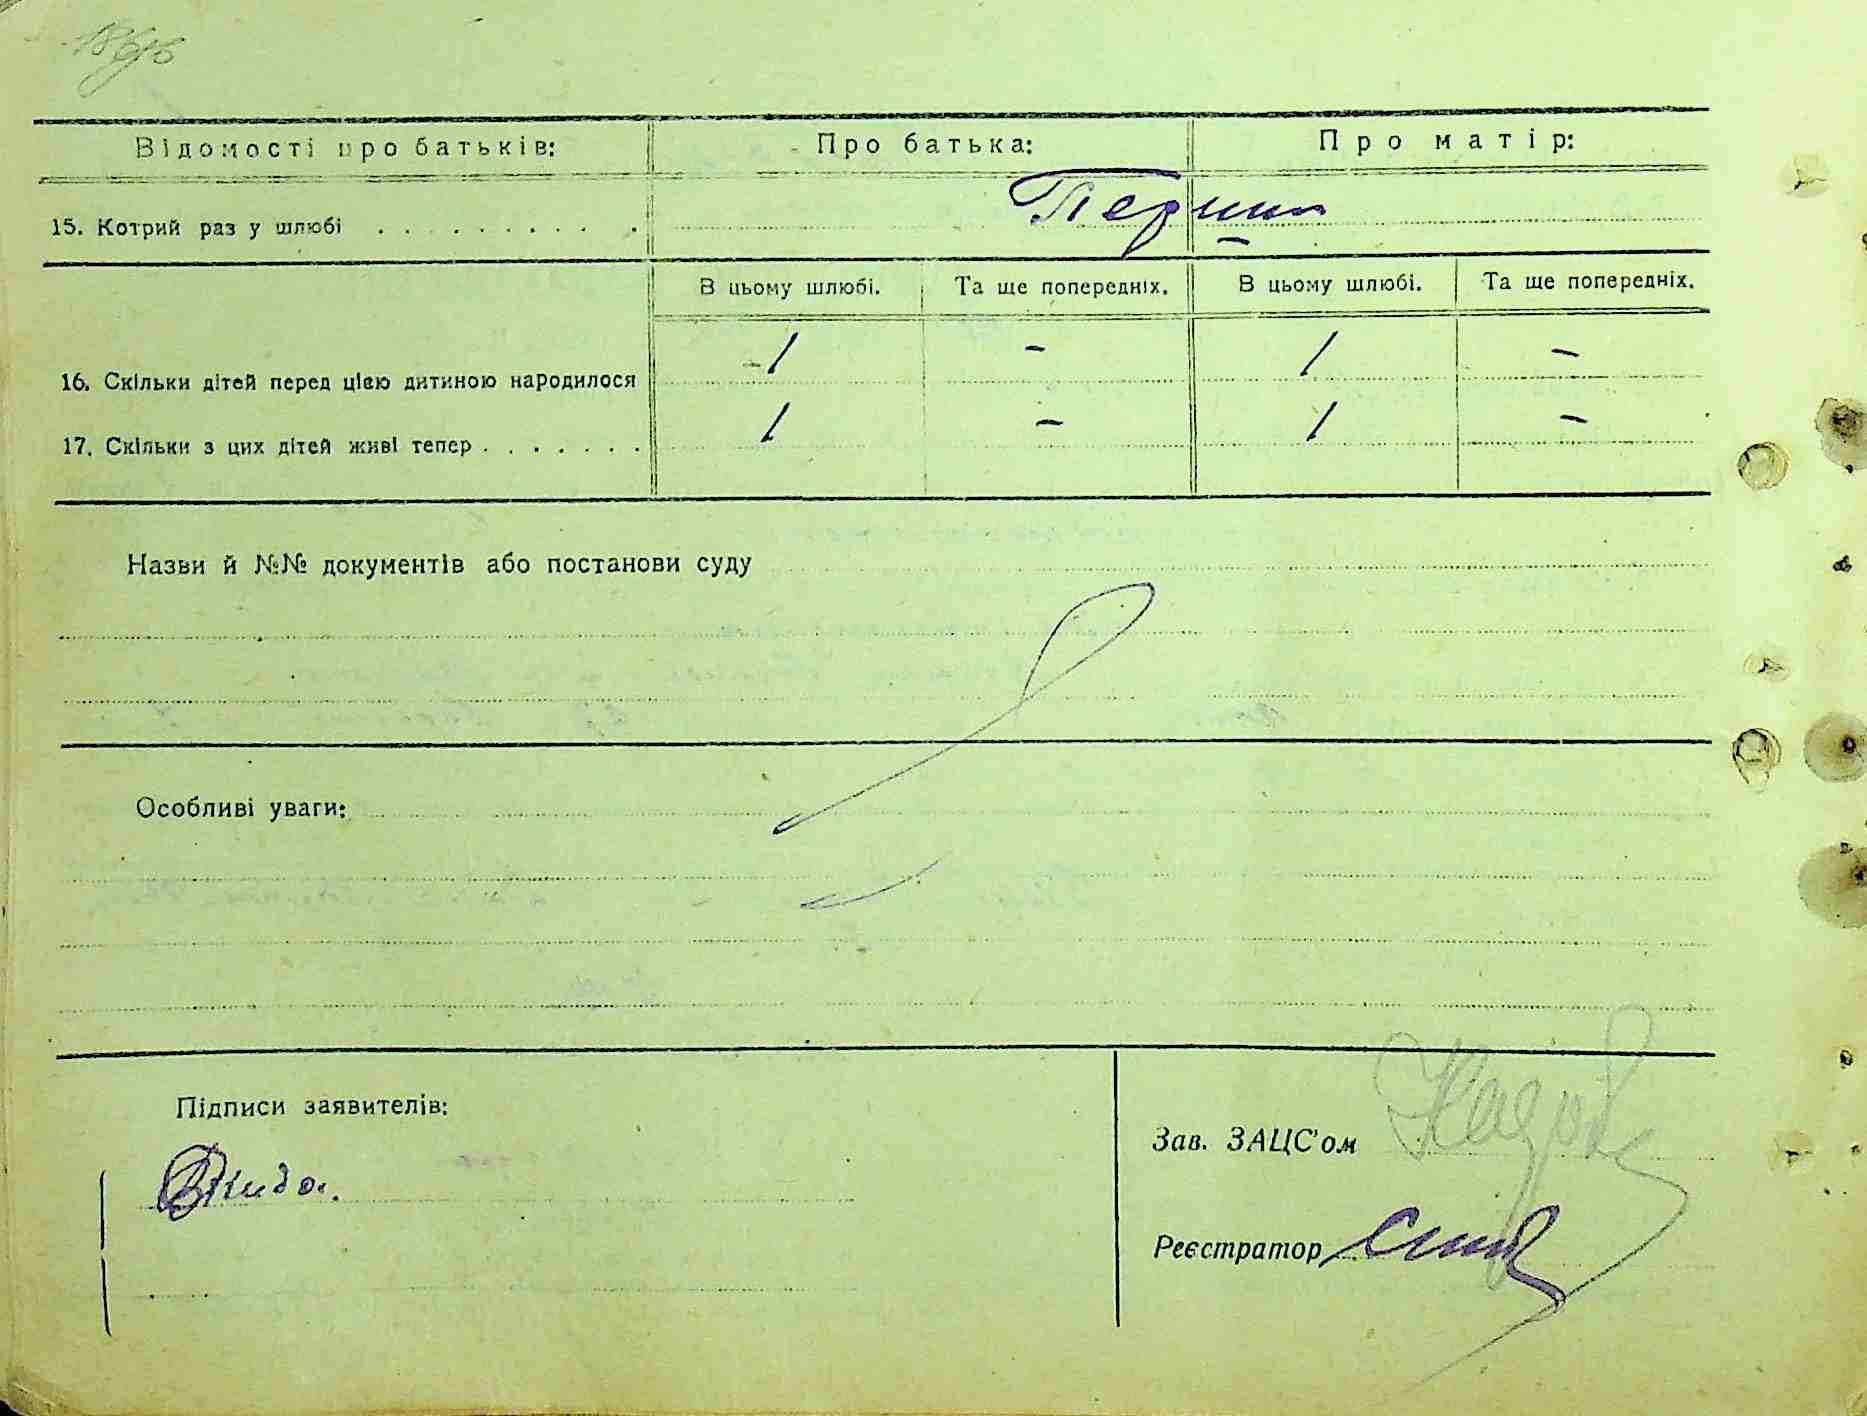 Відомості про батьків: Про батька: Про матір:
15. Котрий раз у шлюбі . . . . . . . . . . Перший
В цьому шлюбі. Та ще попередніх. В цьому шлюбі. Та ще попередніх.
16. Скільки дітей перед цією дитиною народилося 1 - 1 -
17. Скільки з цих дітей живі тепер . . . . . . . 1 - 1 -
Назви й №№ документів або постанови суду
Особливі уваги:
Підписи заявителів:
Зав. ЗАЦС'ом
Реєстратор